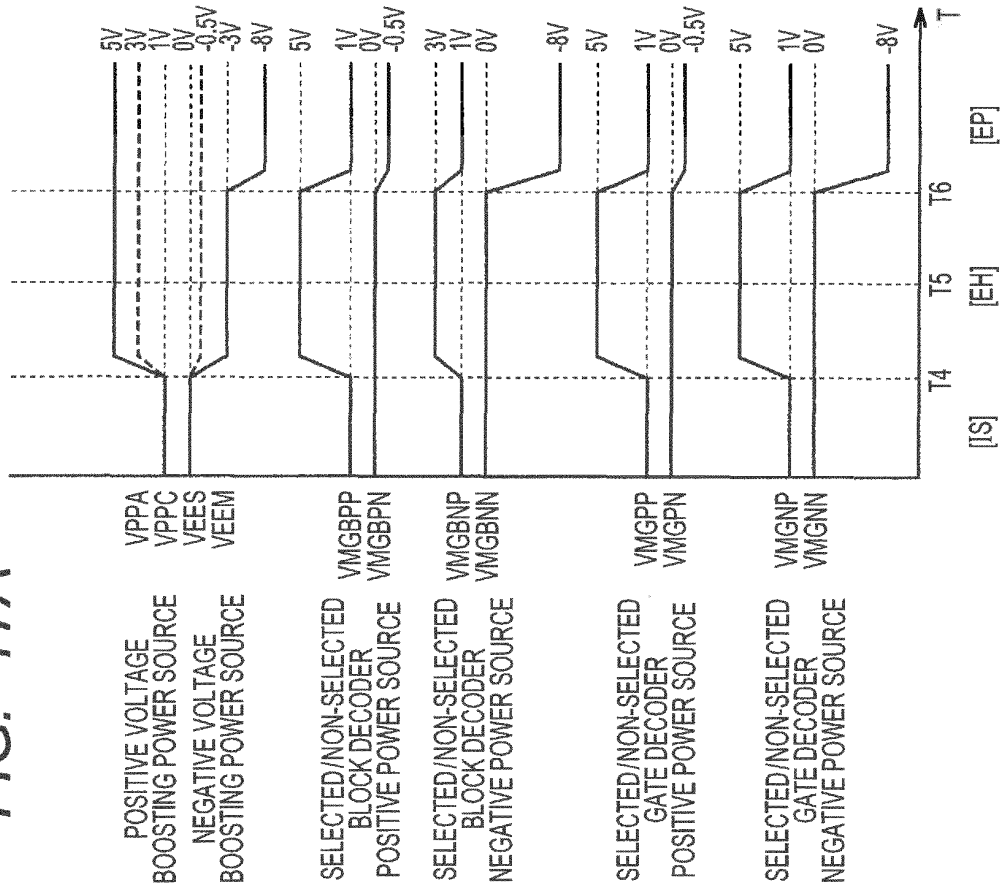 5V
3V
1V
0V
-0.5V
-3V
-8V
POSITIVE VOLTAGE
BOOSTING POWER SOURCE
NEGATIVE VOLTAGE
BOOSTING POWER SOURCE
VPPA
VPPC
VEES
VEEM
5V
1V
0V
-0.5V
SELECTED/NON-SELECTED
BLOCK DECODER
POSITIVE POWER SOURCE
VMGBPP
VMGBPN
3V
1V
0V
-8V
SELECTED/NON-SELECTED
BLOCK DECODER
NEGATIVE POWER SOURCE
VMGBNP
VMGBNN
5V
1V
0V
-0.5V
SELECTED/NON-SELECTED
GATE DECODER
POSITIVE POWER SOURCE
VMGPP
VMGPN
5V
1V
0V
-8V
SELECTED/NON-SELECTED
GATE DECODER
NEGATIVE POWER SOURCE
VMGNP
VMGNN
T4 T5 T6 T
[IS] [EH] [EP]